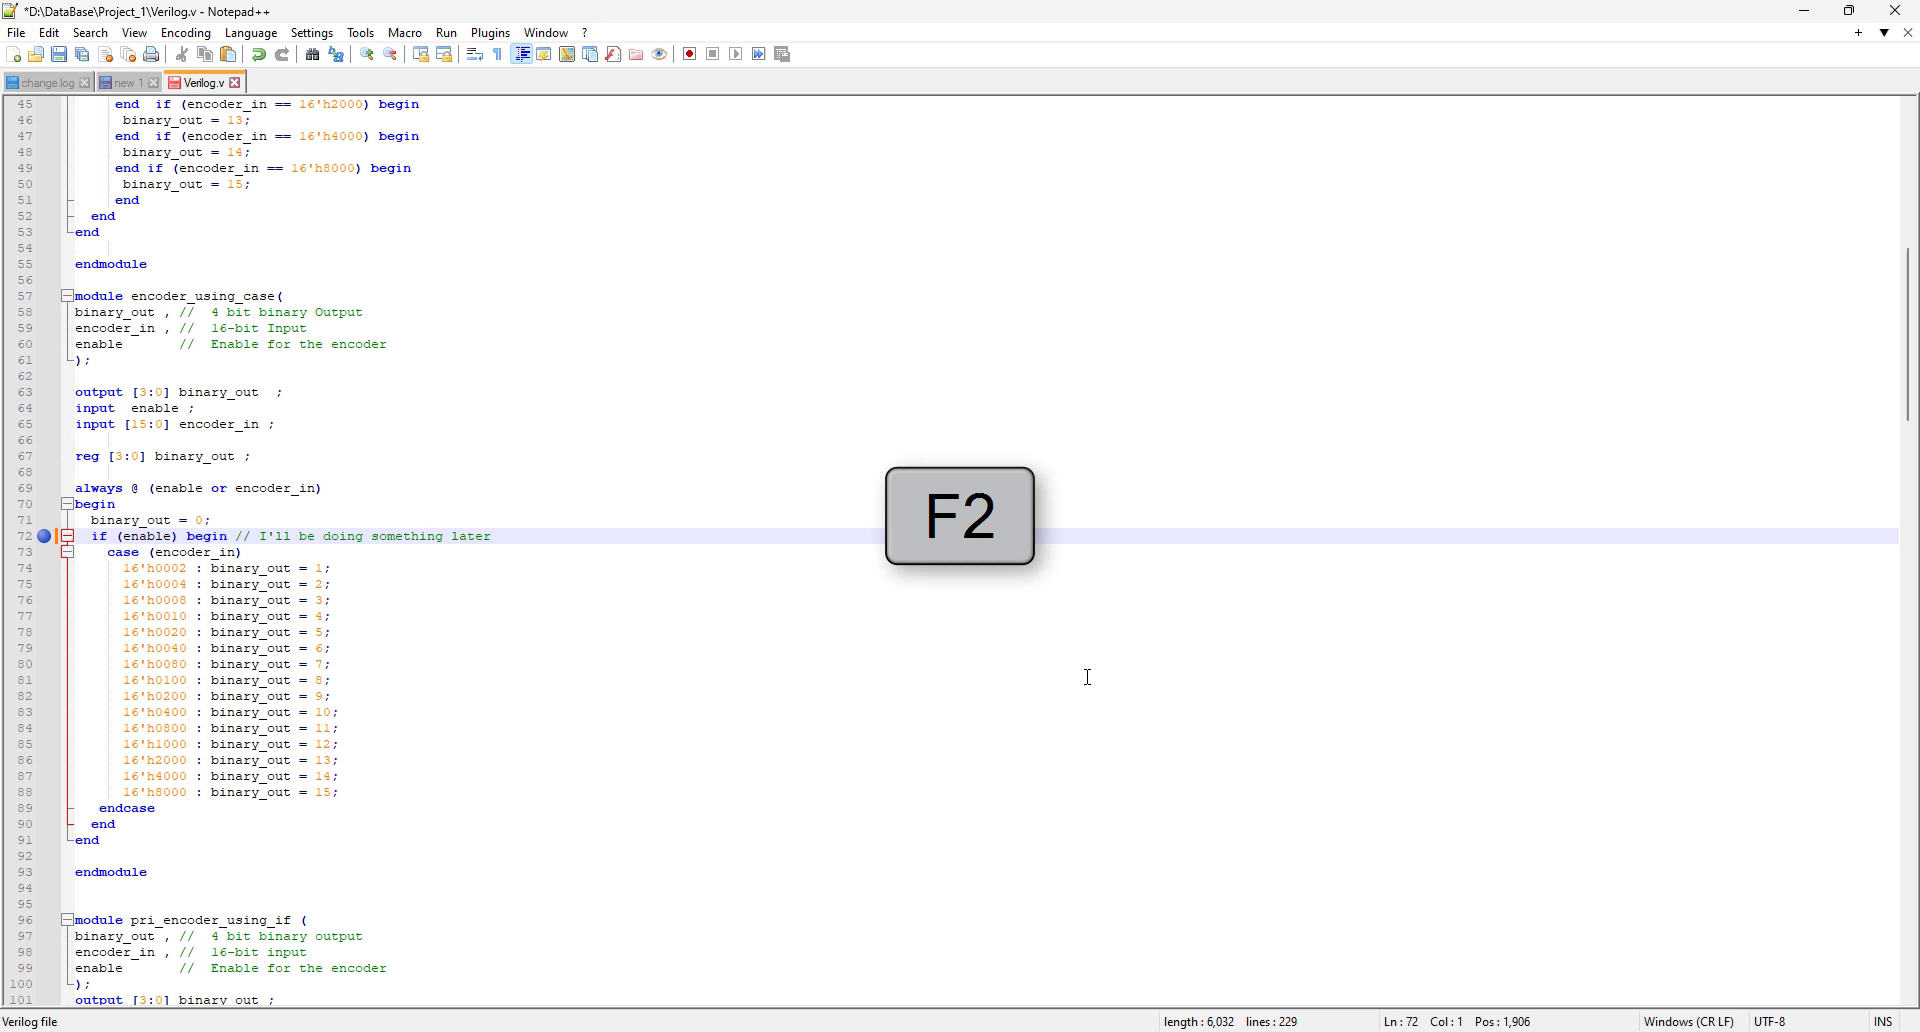 *D:\DataBase\Project_1\Verilog.v - Notepad++
File Edit Search View Encoding Language Settings Tools Macro Run Plugins Window ?
change.log new 1 Verilog.v
45 end  if (encoder_in == 16'h2000) begin
46 binary_out = 13;
47 end  if (encoder_in == 16'h4000) begin
48 binary_out = 14;
49 end if (encoder_in == 16'h8000) begin
50 binary_out = 15;
51 end
52 end
53 end
54
55 endmodule
56
57 module encoder_using_case(
58 binary_out , //  4 bit binary Output
59 encoder_in , //  16-bit Input
60 enable       //  Enable for the encoder
61 );
62
63 output [3:0] binary_out  ;
64 input  enable ;
65 input [15:0] encoder_in ;
66
67 reg [3:0] binary_out ;
68
69 always @ (enable or encoder_in)
70 begin
71 binary_out = 0;
72 if (enable) begin // I'll be doing something later
73 case (encoder_in)
74 16'h0002 : binary_out = 1;
75 16'h0004 : binary_out = 2;
76 16'h0008 : binary_out = 3;
77 16'h0010 : binary_out = 4;
78 16'h0020 : binary_out = 5;
79 16'h0040 : binary_out = 6;
80 16'h0080 : binary_out = 7;
81 16'h0100 : binary_out = 8;
82 16'h0200 : binary_out = 9;
83 16'h0400 : binary_out = 10;
84 16'h0800 : binary_out = 11;
85 16'h1000 : binary_out = 12;
86 16'h2000 : binary_out = 13;
87 16'h4000 : binary_out = 14;
88 16'h8000 : binary_out = 15;
89 endcase
90 end
91 end
92
93 endmodule
94
95
96 module pri_encoder_using_if (
97 binary_out , //  4 bit binary output
98 encoder_in , //  16-bit input
99 enable       //  Enable for the encoder
100 );
101 output [3:0] binary_out ;
F2
Verilog file length : 6,032 lines : 229 Ln : 72 Col : 1 Pos : 1,906 Windows (CR LF) UTF-8 INS